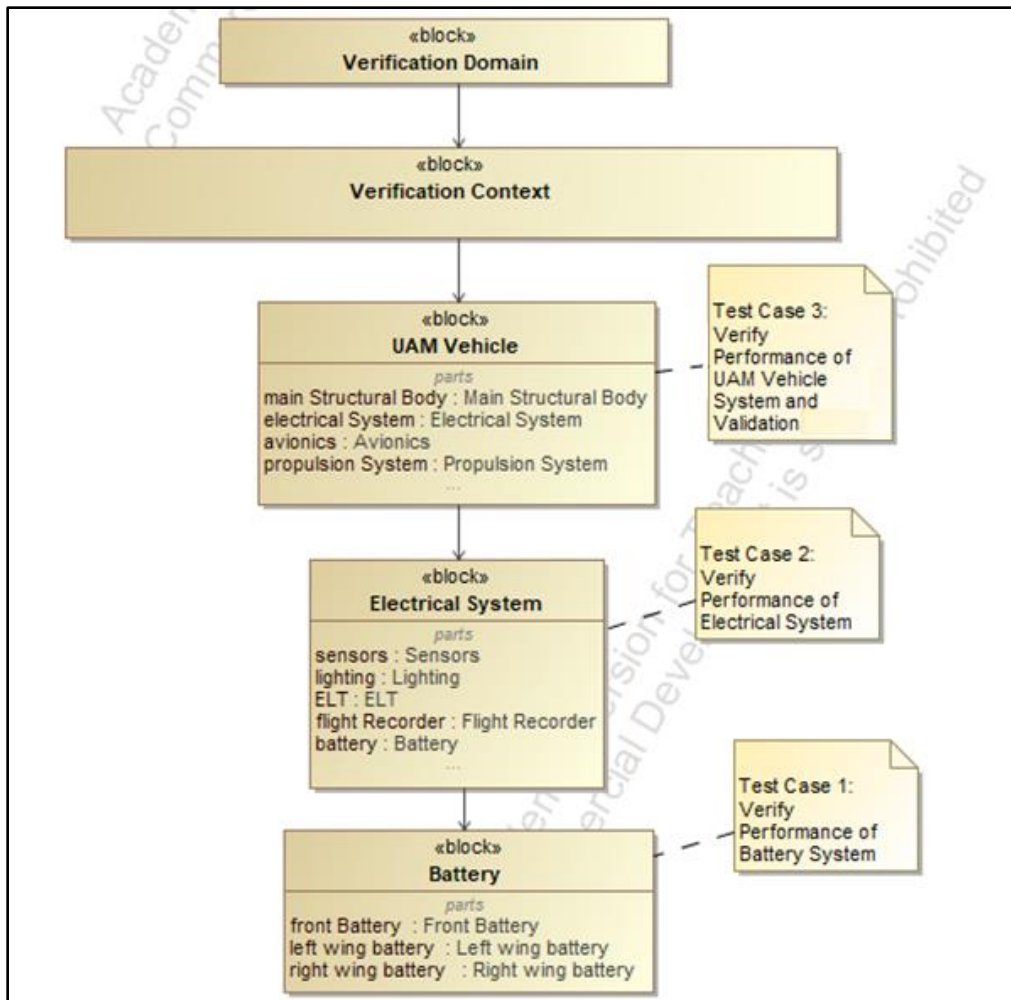 «block»
Verification Domain
«block»
Verification Context
«block»
UAM Vehicle
parts
main Structural Body : Main Structural Body
electrical System : Electrical System
avionics : Avionics
propulsion System : Propulsion System
...
Test Case 3:
Verify
Performance of
UAM Vehicle
System and
Validation
«block»
Electrical System
parts
sensors : Sensors
lighting : Lighting
ELT : ELT
flight Recorder : Flight Recorder
battery : Battery
...
Test Case 2:
Verify
Performance of
Electrical System
«block»
Battery
parts
front Battery : Front Battery
left wing battery : Left wing battery
right wing battery : Right wing battery
Test Case 1:
Verify
Performance of
Battery System